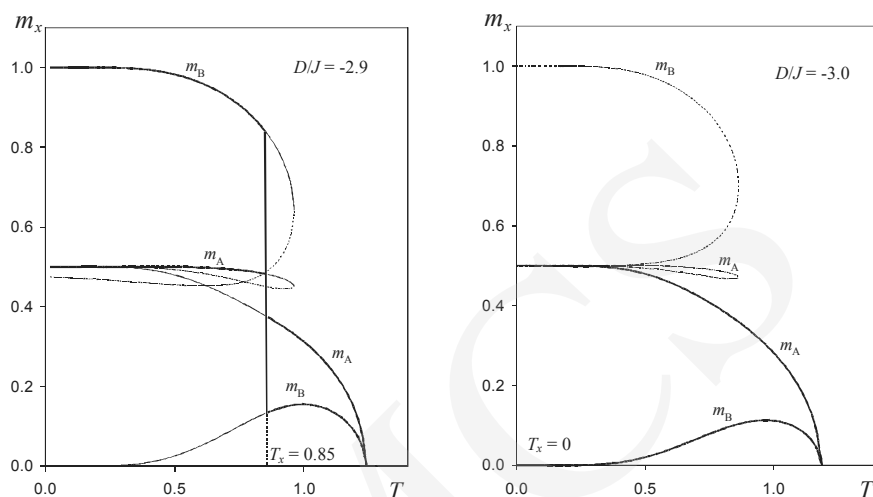 m_x
m_B
D/J = -2.9
1.0
0.8
0.6
m_A
0.4
m_A
m_B
0.2
T_x = 0.85
0.0
0.0
0.5
1.0
T
m_x
m_B
D/J = -3.0
1.0
0.8
0.6
m_A
0.4
m_A
0.2
m_B
T_x = 0
0.0
0.0
0.5
1.0
T